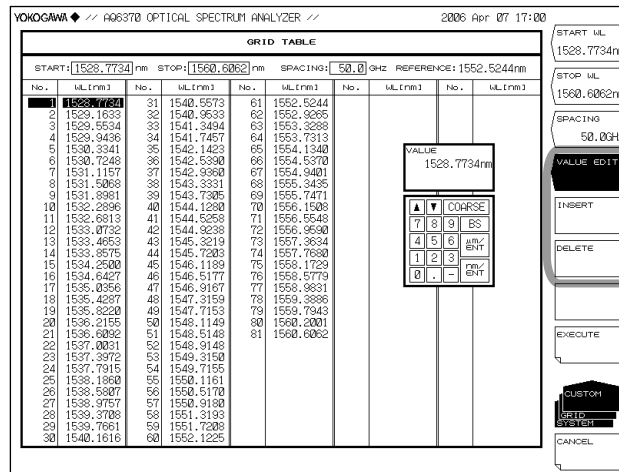 YOKOGAWA ◆ // AQ6370 OPTICAL SPECTRUM ANALYZER // 2006 Apr 07 17:00
GRID TABLE
START: 1528.7734 nm STOP: 1560.6062 nm SPACING: 50.0 GHz REFERENCE: 1552.5244nm
No. WL[nm] No. WL[nm] No. WL[nm] No. WL[nm] No. WL[nm]
1 1528.7734 31 1540.5573 61 1552.5244
2 1529.1633 32 1540.9533 62 1552.9265
3 1529.5534 33 1541.3494 63 1553.3288
4 1529.9436 34 1541.7457 64 1553.7313
5 1530.3341 35 1542.1423 65 1554.1340
6 1530.7248 36 1542.5390 66 1554.5370
7 1531.1157 37 1542.9360 67 1554.9401
8 1531.5068 38 1543.3331 68 1555.3435
9 1531.8981 39 1543.7305 69 1555.7471
10 1532.2896 40 1544.1280 70 1556.1508
11 1532.6813 41 1544.5258 71 1556.5548
12 1533.0732 42 1544.9238 72 1556.9590
13 1533.4653 43 1545.3219 73 1557.3634
14 1533.8575 44 1545.7203 74 1557.7680
15 1534.2500 45 1546.1189 75 1558.1729
16 1534.6427 46 1546.5177 76 1558.5779
17 1535.0356 47 1546.9167 77 1558.9831
18 1535.4287 48 1547.3159 78 1559.3886
19 1535.8220 49 1547.7153 79 1559.7943
20 1536.2155 50 1548.1149 80 1560.2001
21 1536.6092 51 1548.5148 81 1560.6062
22 1537.0031 52 1548.9148
23 1537.3972 53 1549.3150
24 1537.7915 54 1549.7155
25 1538.1860 55 1550.1161
26 1538.5807 56 1550.5170
27 1538.9757 57 1550.9180
28 1539.3708 58 1551.3193
29 1539.7661 59 1551.7208
30 1540.1616 60 1552.1225
VALUE
1528.7734nm
▲ ▼ COARSE
7 8 9 BS
4 5 6 μm/ENT
1 2 3 nm/ENT
0 . -
START WL
1528.7734n
STOP WL
1560.6062n
SPACING
50.0GH
VALUE EDIT
INSERT
DELETE
EXECUTE
CUSTOM
GRID
SYSTEM
CANCEL